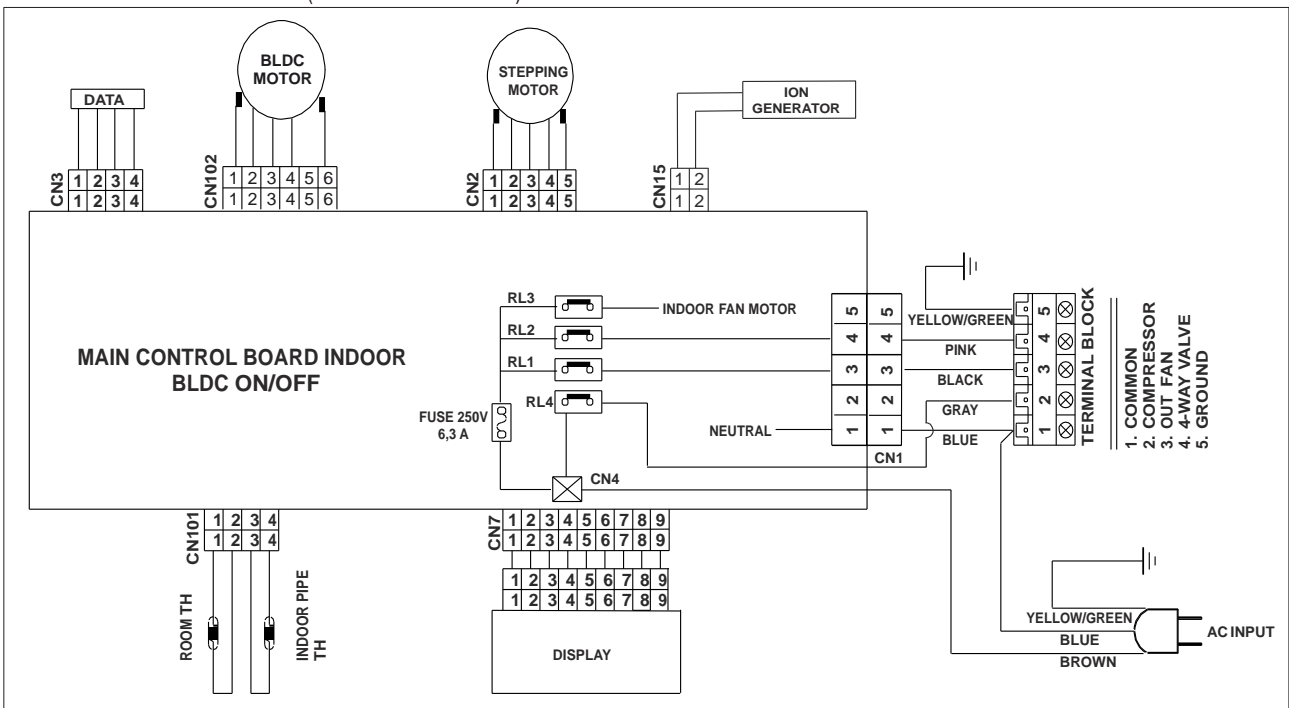 BLDC
MOTOR
STEPPING
MOTOR
ION
GENERATOR
DATA
CN3
1 2 3 4
1 2 3 4
CN102
1 2 3 4 5 6
1 2 3 4 5 6
CN2
1 2 3 4 5
1 2 3 4 5
CN15
1 2
1 2
MAIN CONTROL BOARD INDOOR
BLDC ON/OFF
RL3
INDOOR FAN MOTOR
RL2
RL1
RL4
FUSE 250V
6,3 A
NEUTRAL
CN4
5 5
4 4
3 3
2 2
1 1
CN1
YELLOW/GREEN
PINK
BLACK
GRAY
BLUE
5
4
3
2
1
TERMINAL BLOCK
1. COMMON
2. COMPRESSOR
3. OUT FAN
4. 4-WAY VALVE
5. GROUND
CN101
1 2 3 4
1 2 3 4
ROOM TH
INDOOR PIPE
TH
CN7
1 2 3 4 5 6 7 8 9
1 2 3 4 5 6 7 8 9
1 2 3 4 5 6 7 8 9
1 2 3 4 5 6 7 8 9
DISPLAY
YELLOW/GREEN
BLUE
BROWN
AC INPUT